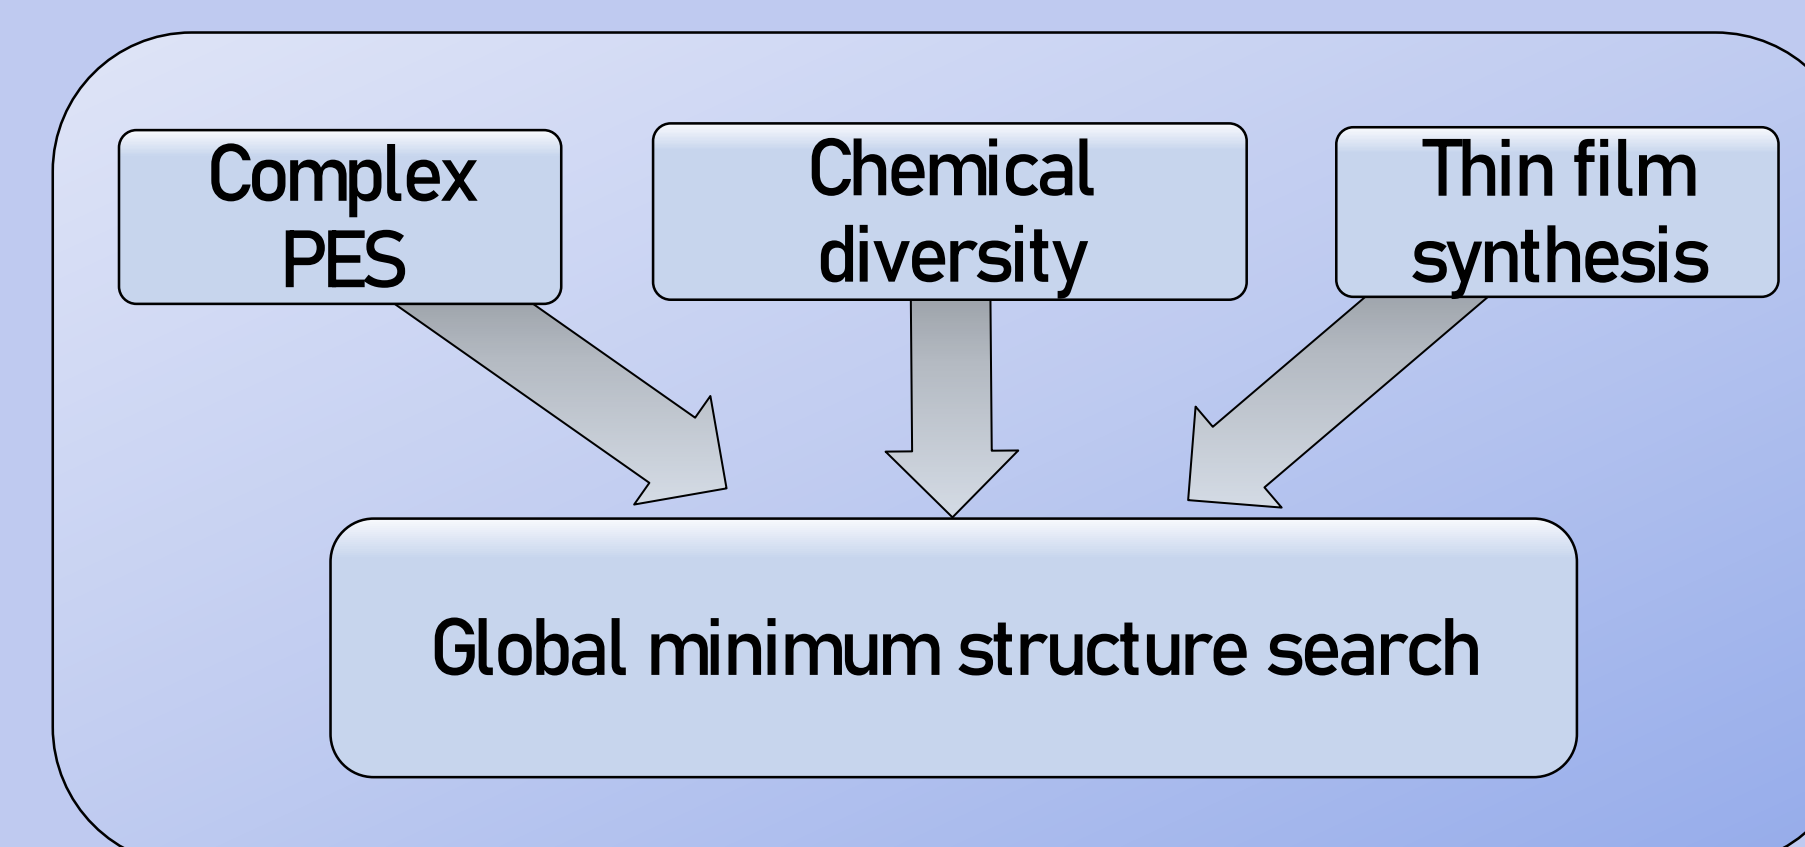 Complex
PES
Chemical
diversity
Thin film
synthesis
Global minimum structure search